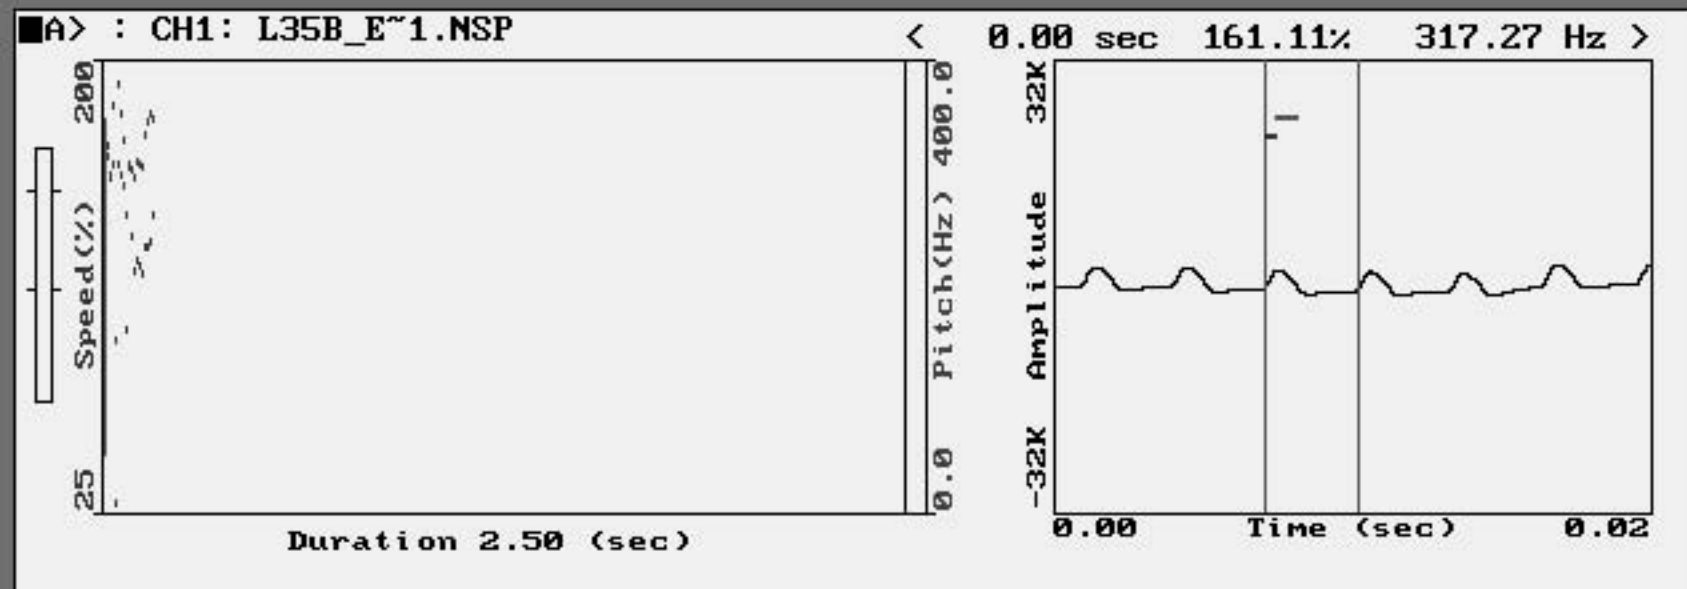 A> : CH1: L35B_E~1.NSP
< 0.00 sec 161.11% 317.27 Hz >
200
Speed(%)
25
400.0
Pitch(Hz)
0.0
Duration 2.50 (sec)
32K
Amplitude
-32K
0.00 Time (sec) 0.02